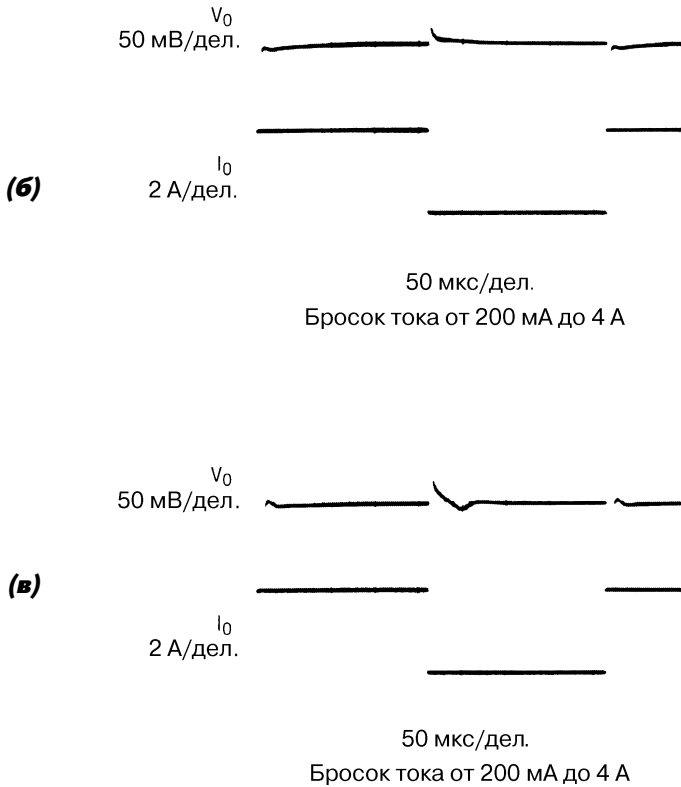 V0
50 мВ/дел.
I0
(б)
2 А/дел.
50 мкс/дел.
Бросок тока от 200 мА до 4 А
V0
50 мВ/дел.
(в)
I0
2 А/дел.
50 мкс/дел.
Бросок тока от 200 мА до 4 А